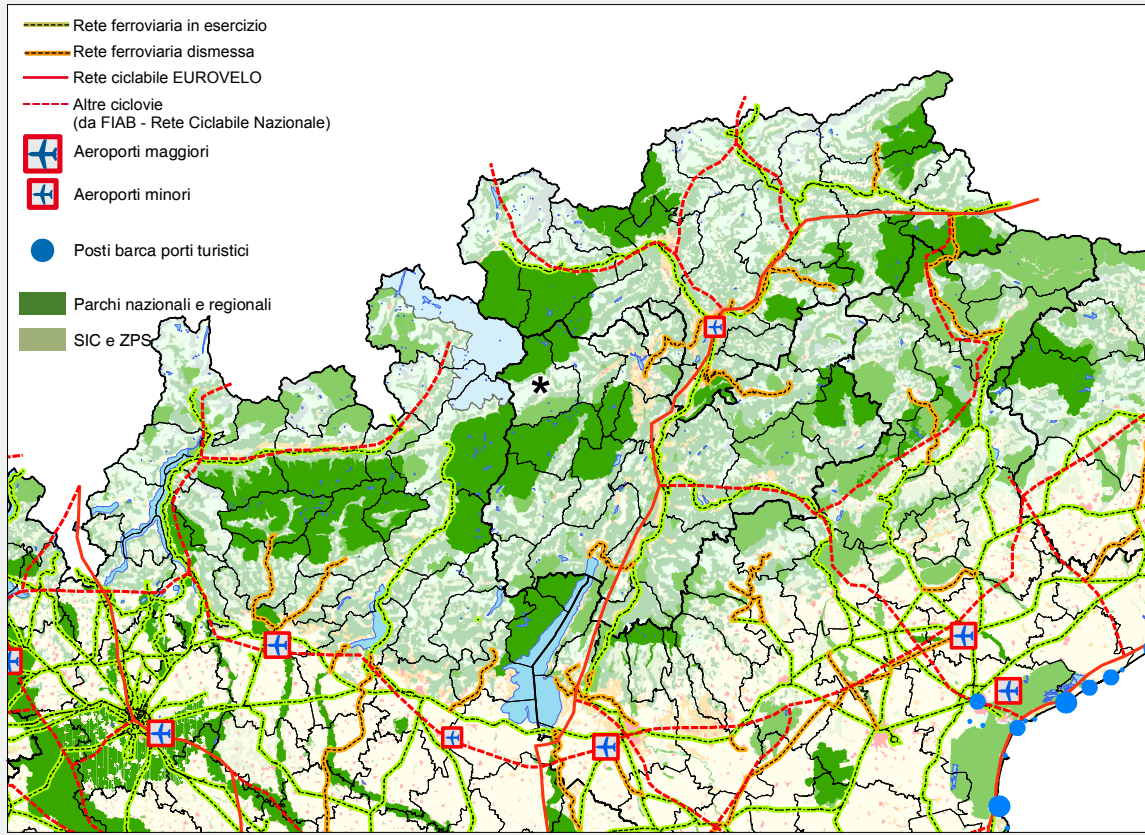 Rete ferroviaria in esercizio
Rete ferroviaria dismessa
Rete ciclabile EUROVELO
Altre ciclovie
(da FIAB - Rete Ciclabile Nazionale)
Aeroporti maggiori
Aeroporti minori
Posti barca porti turistici
Parchi nazionali e regionali
SIC e ZPS
*